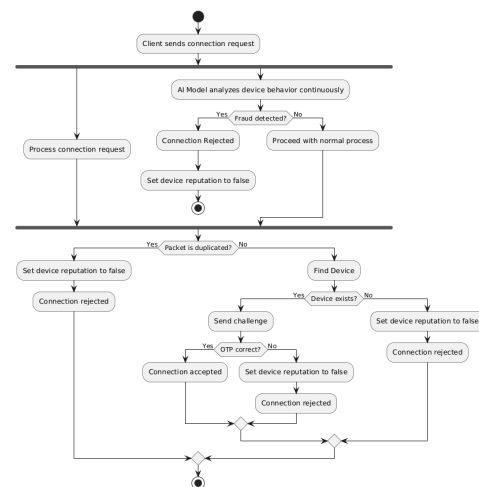 Client sends connection request
AI Model analyzes device behavior continuously
Yes Fraud detected? No
Process connection request
Connection Rejected
Proceed with normal process
Set device reputation to false
Yes Packet is duplicated? No
Set device reputation to false
Find Device
Connection rejected
Yes Device exists? No
Send challenge
Set device reputation to false
Yes OTP correct? No
Connection rejected
Connection accepted
Set device reputation to false
Connection rejected